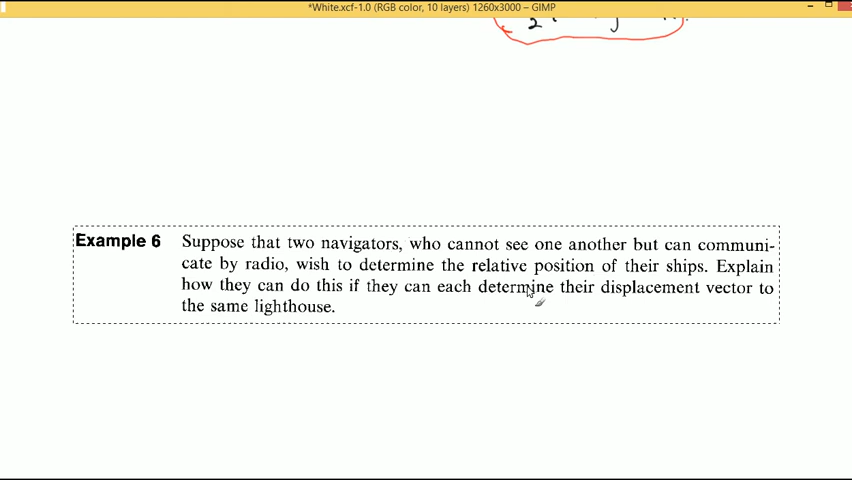 *White.xcf-1.0 (RGB color, 10 layers) 1260x3000 – GIMP
2
Example 6 Suppose that two navigators, who cannot see one another but can communi-
cate by radio, wish to determine the relative position of their ships. Explain
how they can do this if they can each determine their displacement vector to
the same lighthouse.